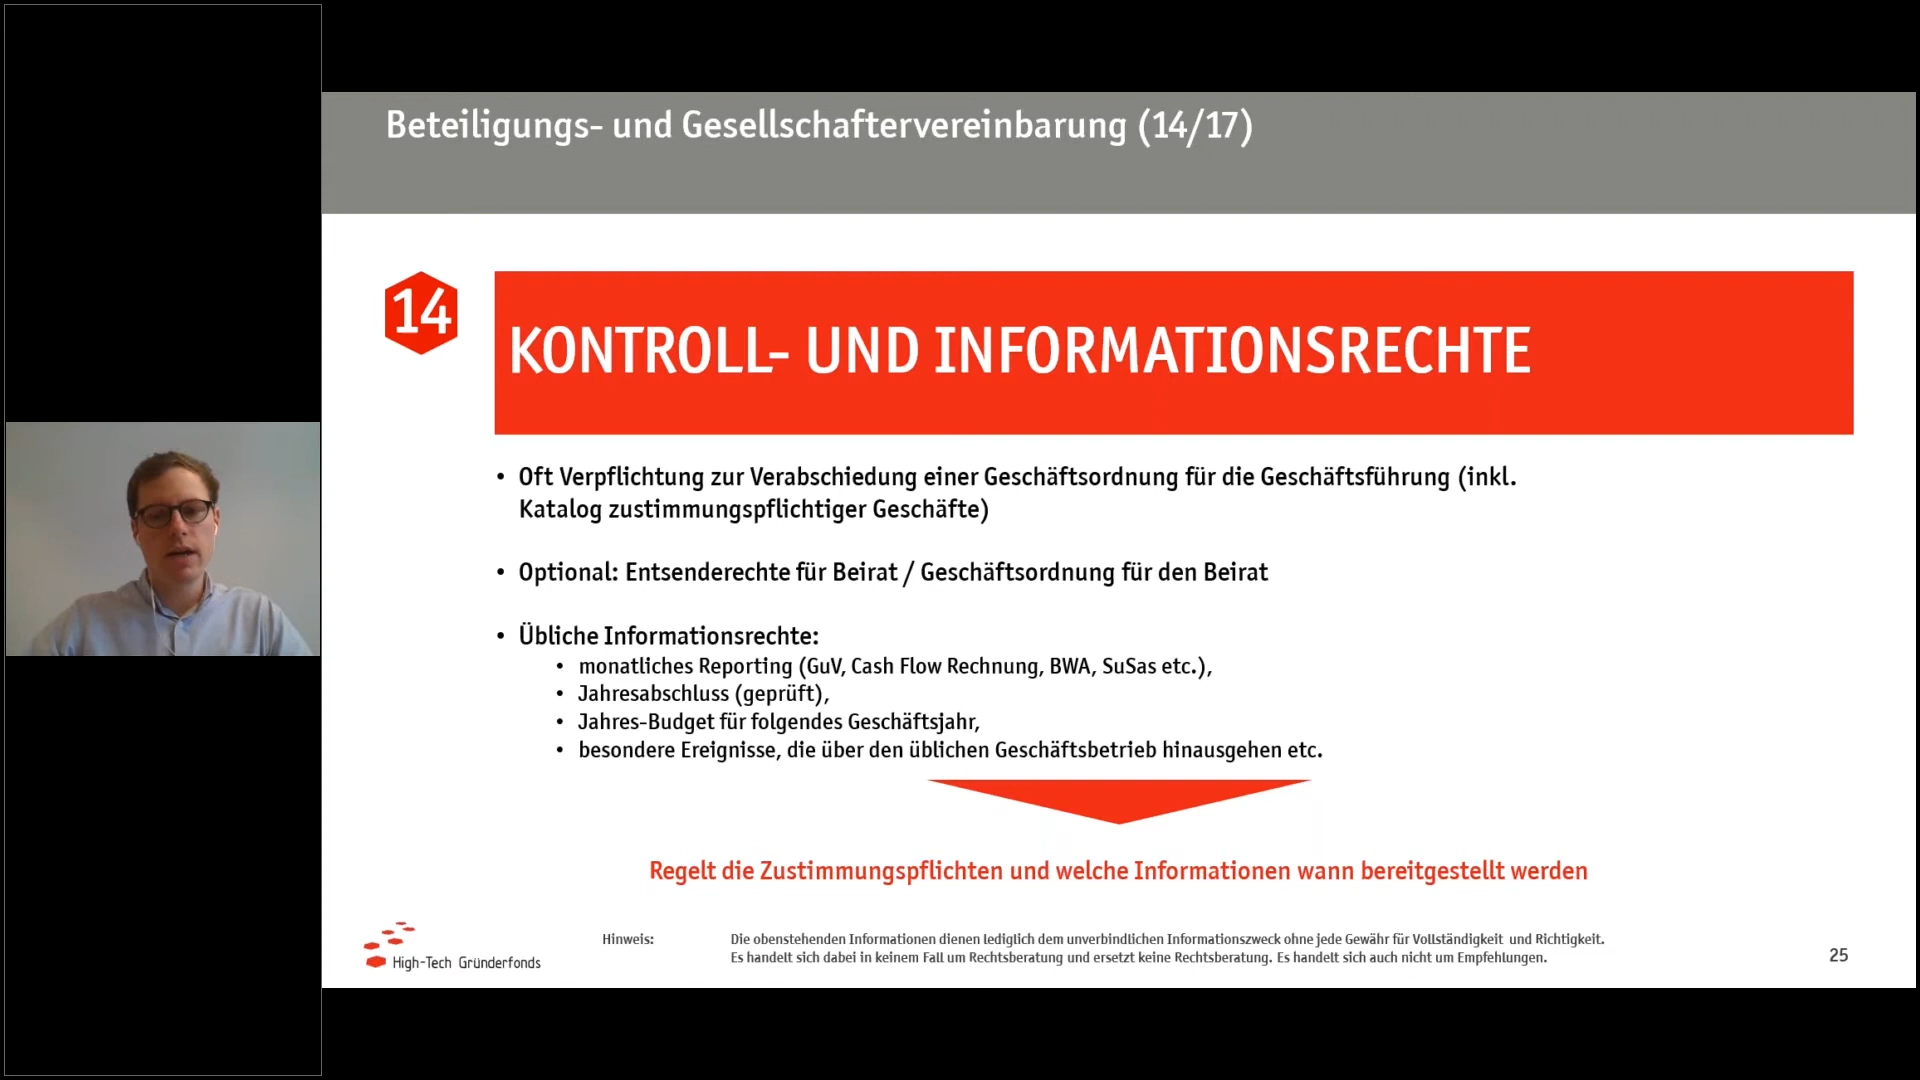 Beteiligungs- und Gesellschaftervereinbarung (14/17)
14
KONTROLL- UND INFORMATIONSRECHTE
• Oft Verpflichtung zur Verabschiedung einer Geschäftsordnung für die Geschäftsführung (inkl.
Katalog zustimmungspflichtiger Geschäfte)
• Optional: Entsenderechte für Beirat / Geschäftsordnung für den Beirat
• Übliche Informationsrechte:
• monatliches Reporting (GuV, Cash Flow Rechnung, BWA, SuSas etc.),
• Jahresabschluss (geprüft),
• Jahres-Budget für folgendes Geschäftsjahr,
• besondere Ereignisse, die über den üblichen Geschäftsbetrieb hinausgehen etc.
Regelt die Zustimmungspflichten und welche Informationen wann bereitgestellt werden
High-Tech Gründerfonds
Hinweis: Die obenstehenden Informationen dienen lediglich dem unverbindlichen Informationszweck ohne jede Gewähr für Vollständigkeit und Richtigkeit.
Es handelt sich dabei in keinem Fall um Rechtsberatung und ersetzt keine Rechtsberatung. Es handelt sich auch nicht um Empfehlungen.
25